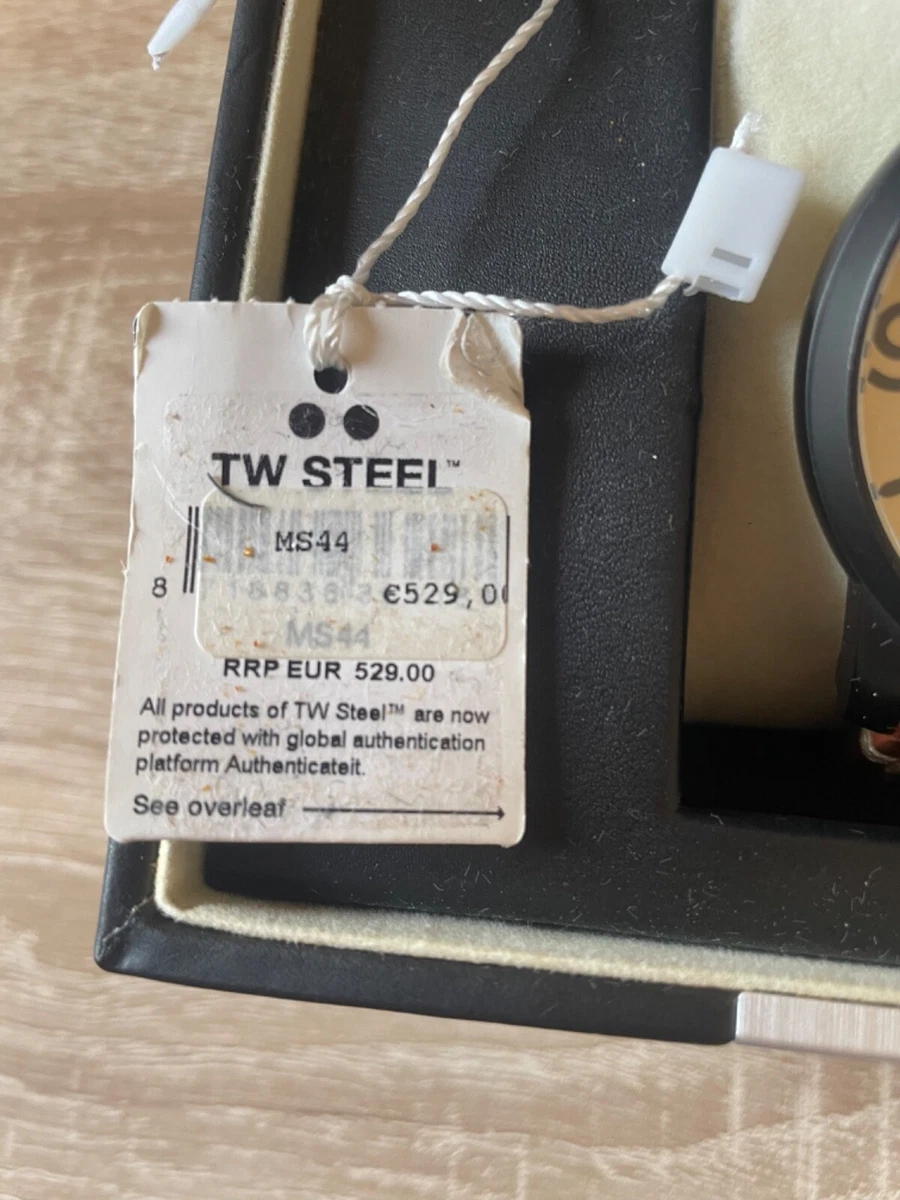 TW STEEL™
MS44
8
€529,0
MS44
RRP EUR 529.00
All products of TW Steel™ are now
protected with global authentication
platform Authenticateit.
See overleaf